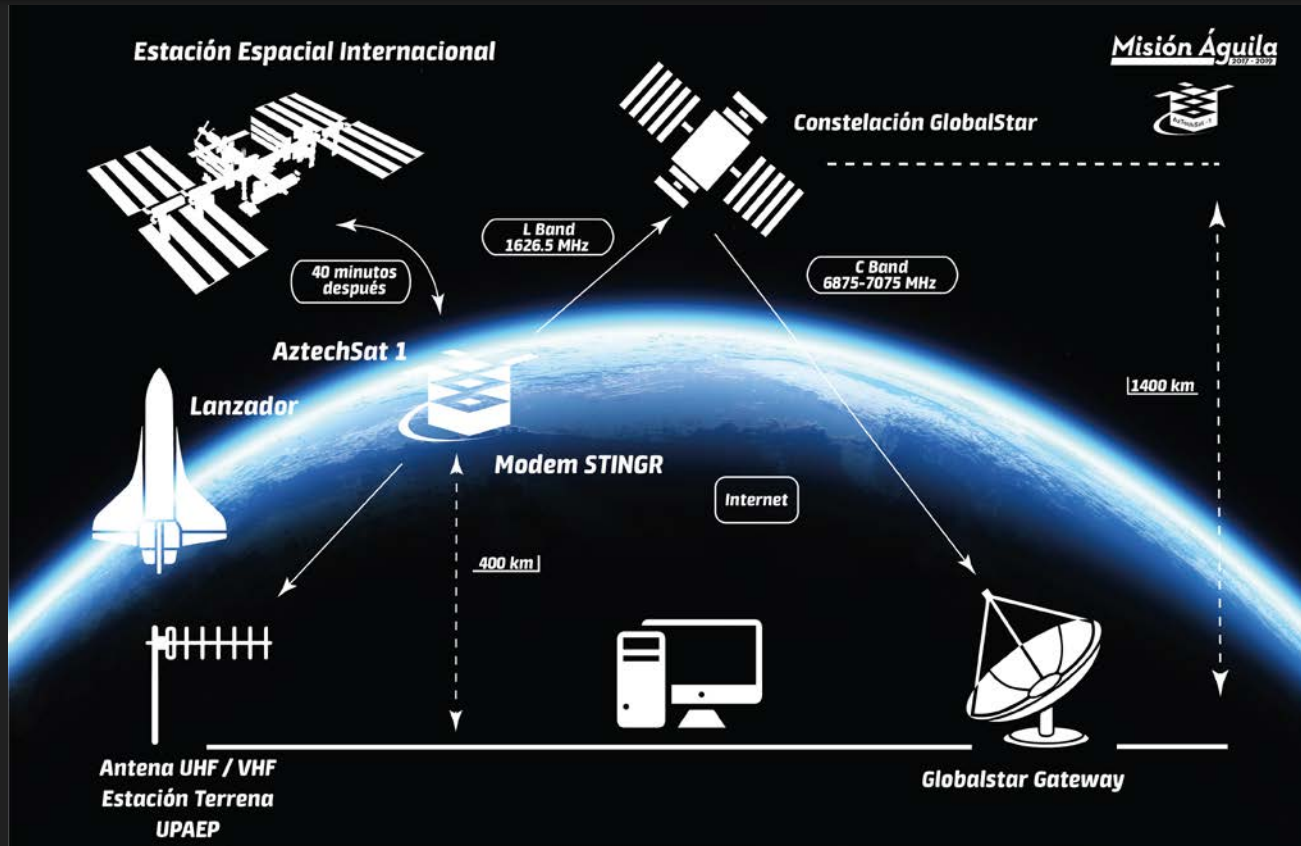 Estación Espacial Internacional
Misión Águila
2017 - 2019
AzTechSat - 1
Constelación GlobalStar
L Band
1626.5 MHz
C Band
6875-7075 MHz
40 minutos
después
AztechSat 1
1400 km
Lanzador
Modem STINGR
Internet
400 km
Antena UHF / VHF
Estación Terrena
UPAEP
Globalstar Gateway